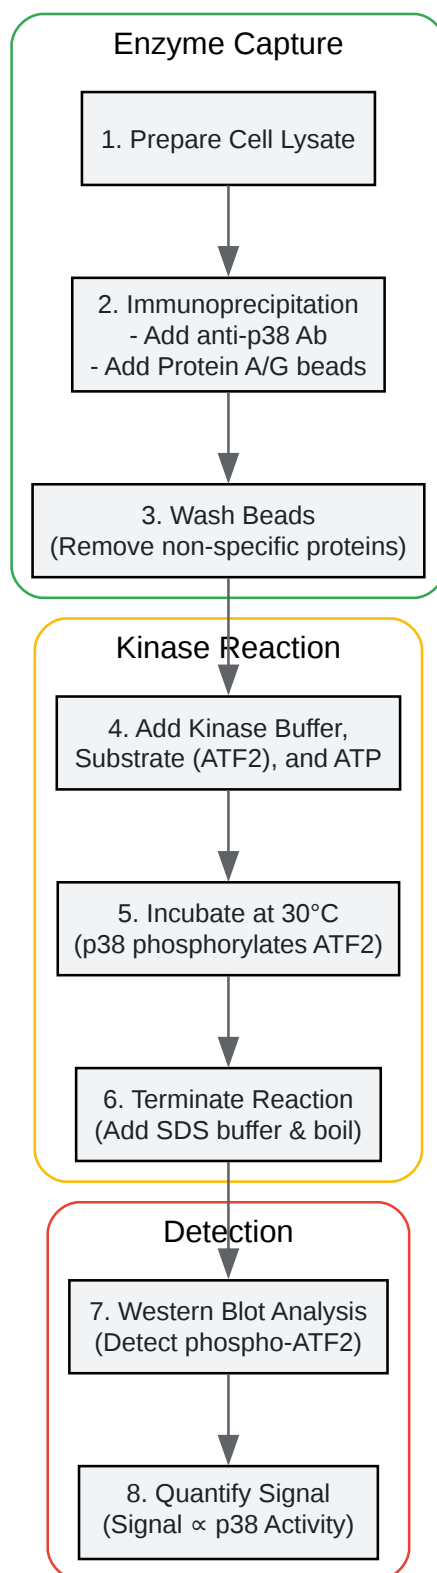 Enzyme Capture
1. Prepare Cell Lysate
2. Immunoprecipitation
- Add anti-p38 Ab
- Add Protein A/G beads
3. Wash Beads
(Remove non-specific proteins)
Kinase Reaction
4. Add Kinase Buffer,
Substrate (ATF2), and ATP
5. Incubate at 30°C
(p38 phosphorylates ATF2)
6. Terminate Reaction
(Add SDS buffer & boil)
Detection
7. Western Blot Analysis
(Detect phospho-ATF2)
8. Quantify Signal
(Signal ∝ p38 Activity)